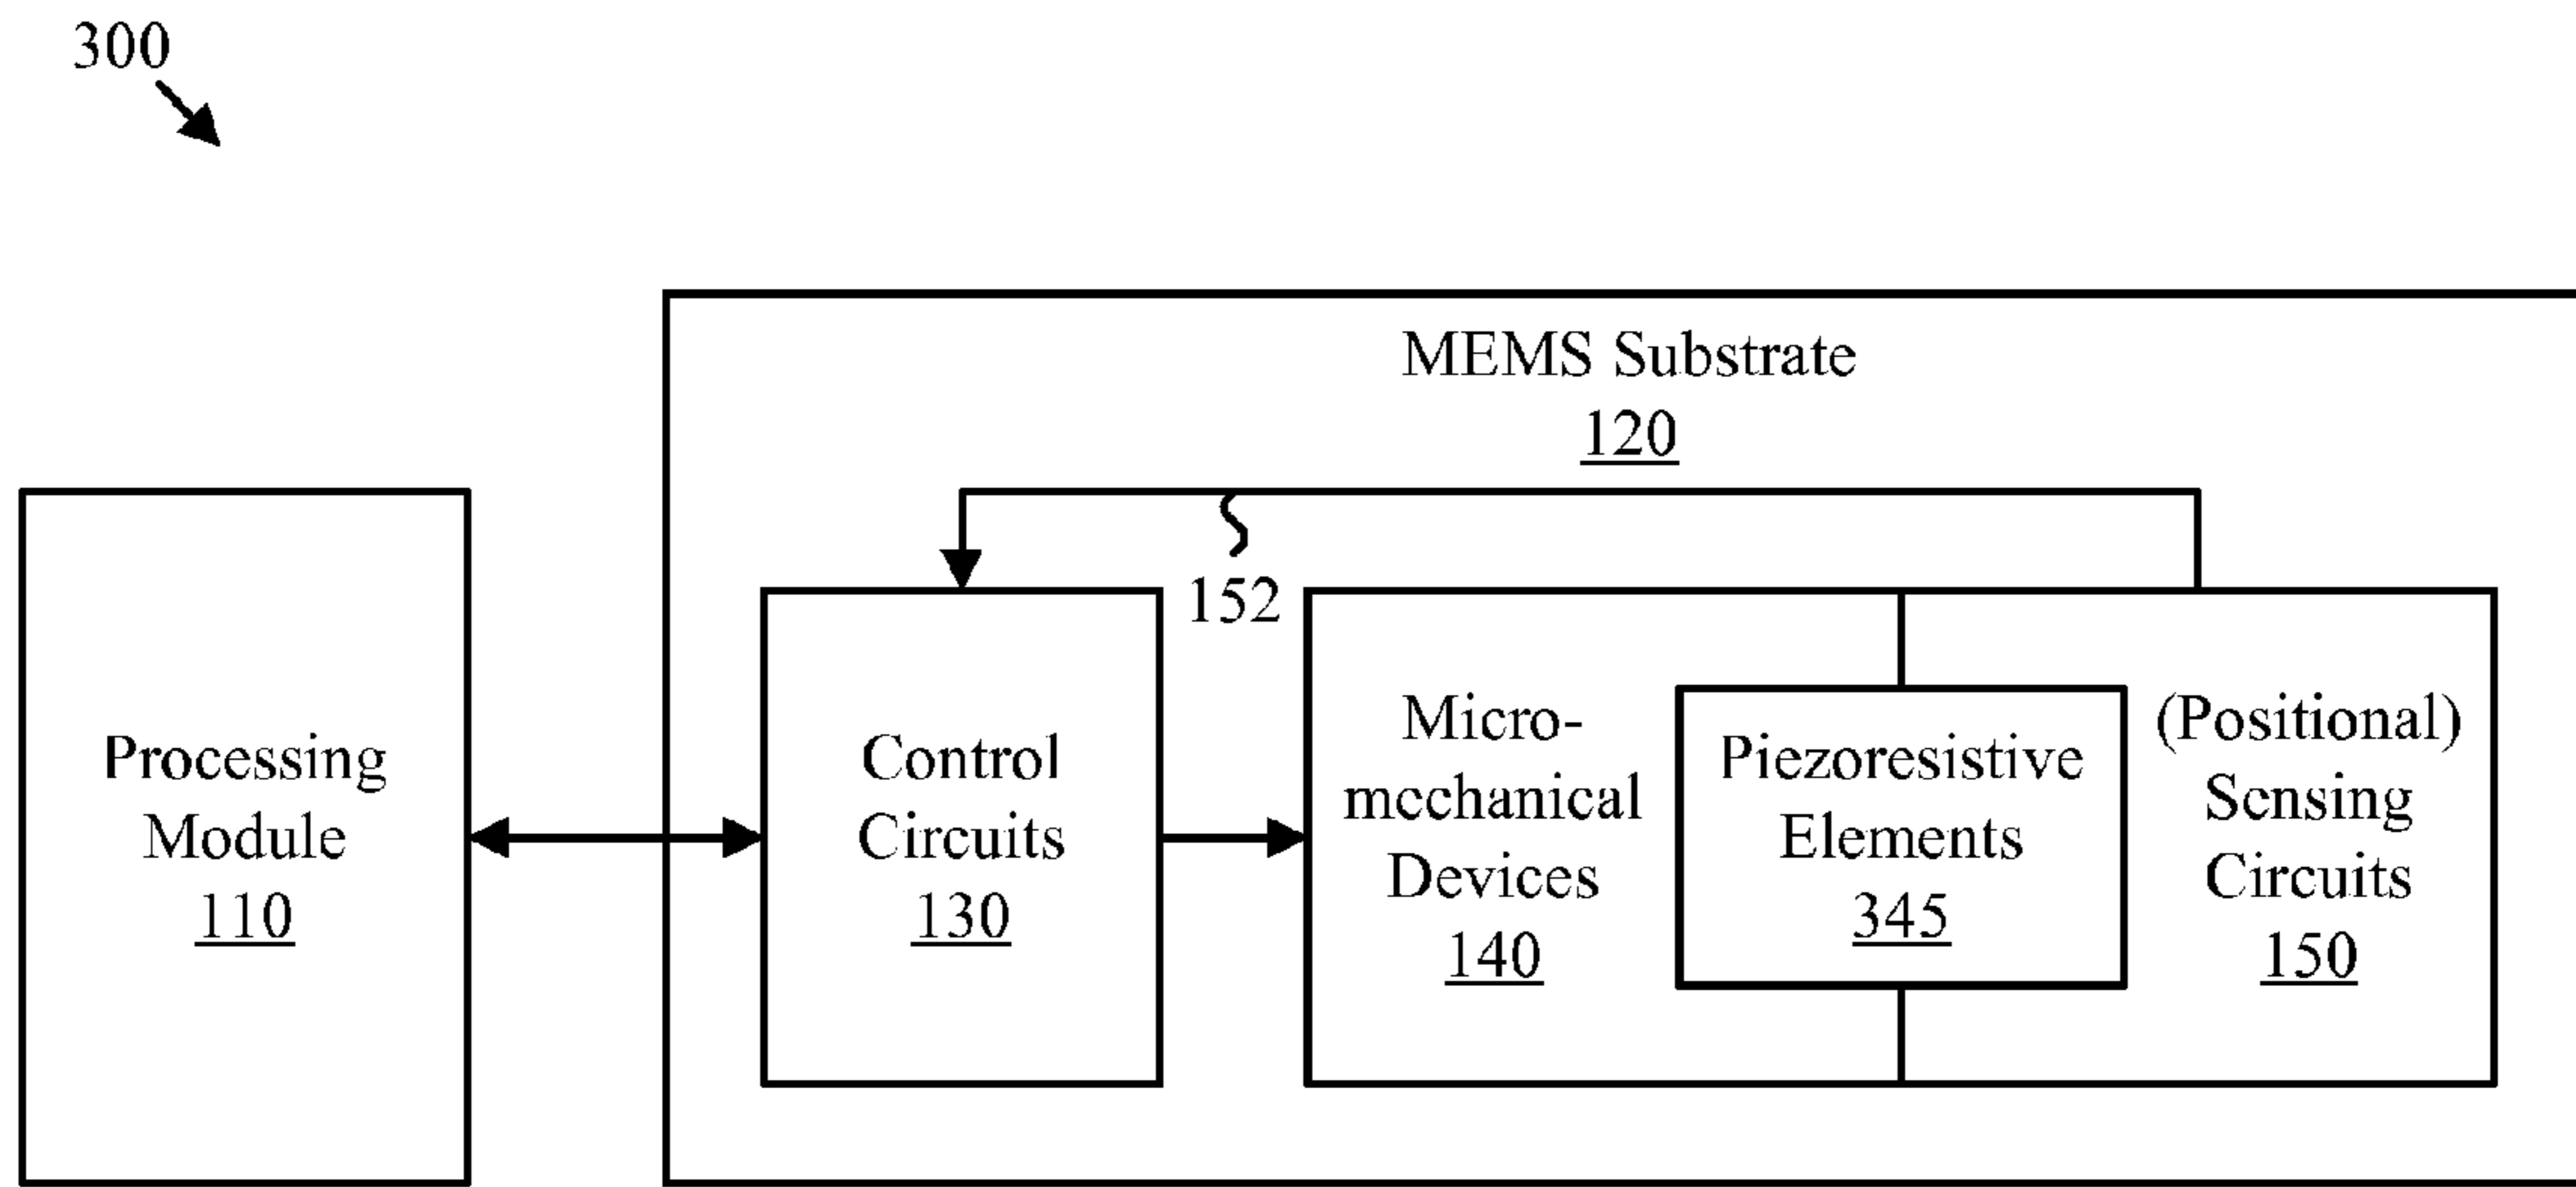 300
MEMS Substrate
120
152
Processing
Module
110
Control
Circuits
130
Micro-
mechanical
Devices
140
Piezoresistive
Elements
345
(Positional)
Sensing
Circuits
150